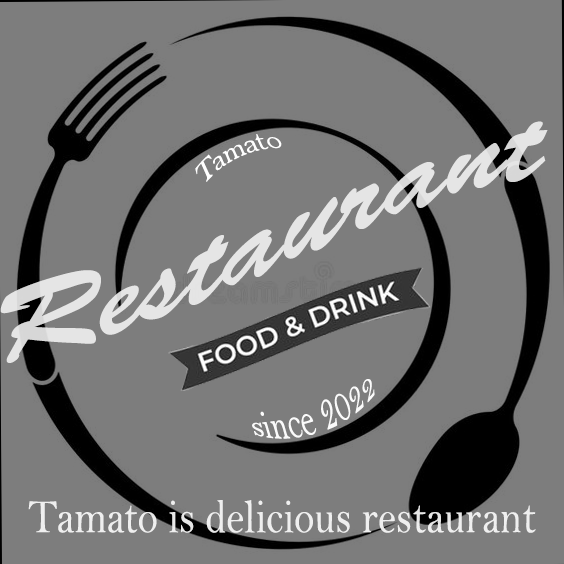 Tamato
Restaurant
FOOD & DRINK
since 2022
Tamato is delicious restaurant